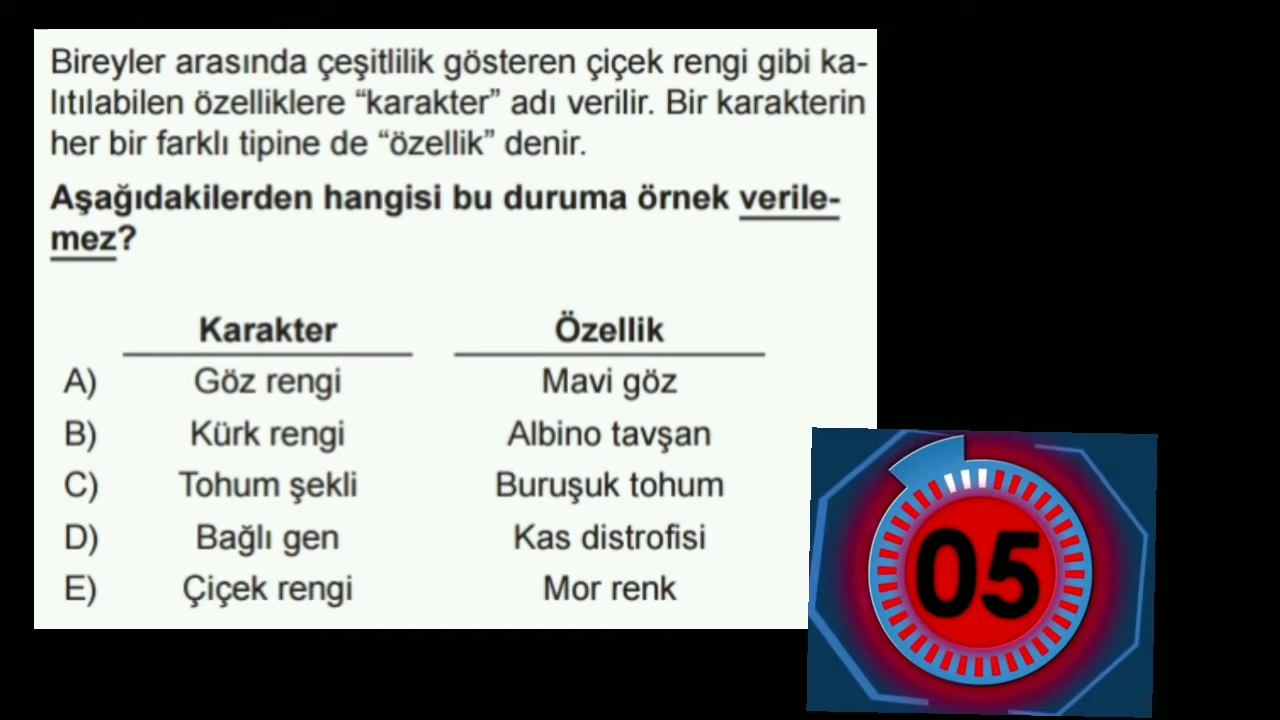 Bireyler arasında çeşitlilik gösteren çiçek rengi gibi ka-
lıtılabilen özelliklere “karakter” adı verilir. Bir karakterin
her bir farklı tipine de “özellik” denir.
Aşağıdakilerden hangisi bu duruma örnek verile-
mez?
Karakter Özellik
A) Göz rengi Mavi göz
B) Kürk rengi Albino tavşan
C) Tohum şekli Buruşuk tohum
D) Bağlı gen Kas distrofisi
E) Çiçek rengi Mor renk
05